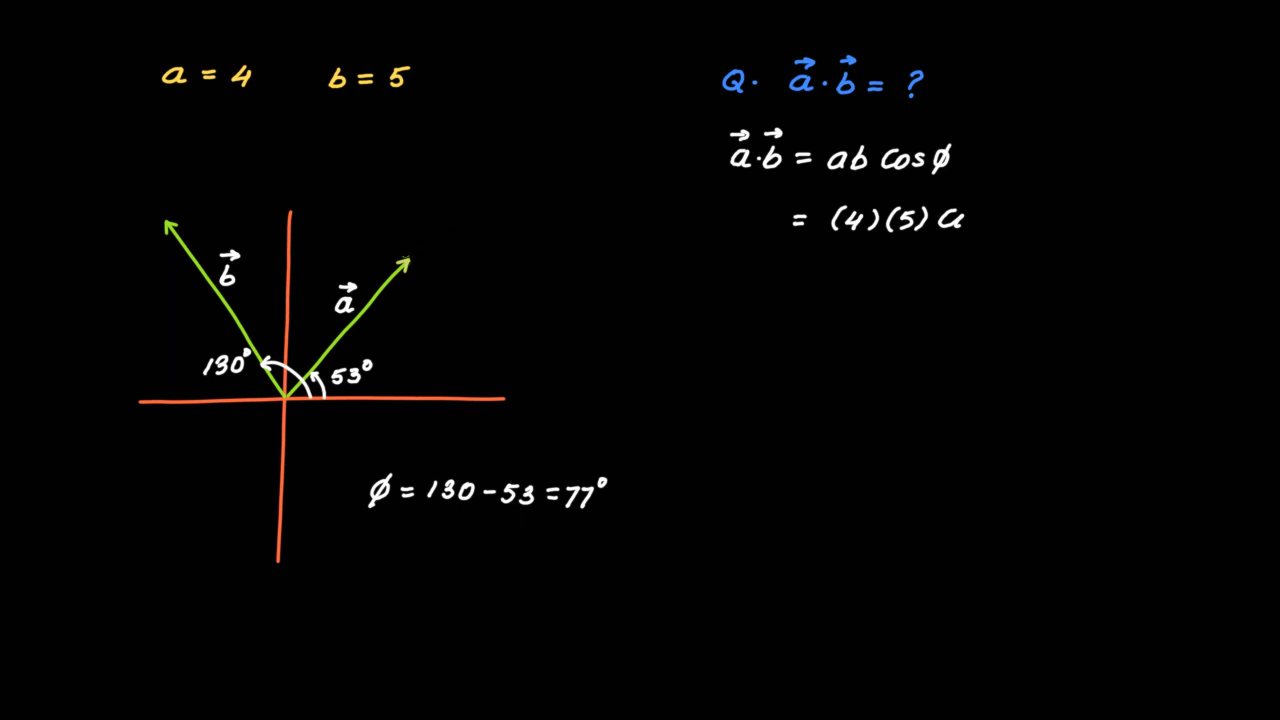 a = 4 b = 5
Q. a⃗ · b⃗ = ?
a⃗ · b⃗ = ab cos ϕ
= (4)(5) c
b⃗
a⃗
130° 53°
ϕ = 130 - 53 = 77°